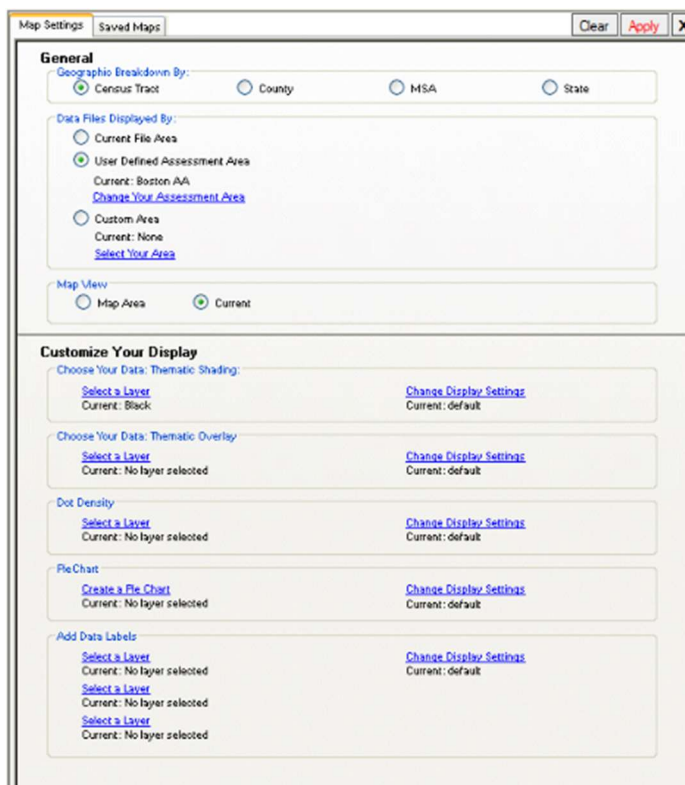 Map Settings Saved Maps Clear Apply X
General
Geographic Breakdown By:
Census Tract County MSA State
Data Files Displayed By:
Current File Area
User Defined Assessment Area
Current: Boston AA
Change Your Assessment Area
Custom Area
Current: None
Select Your Area
Map View
Map Area Current
Customize Your Display
Choose Your Data: Thematic Shading:
Select a Layer Change Display Settings
Current: Black Current: default
Choose Your Data: Thematic Overlay
Select a Layer Change Display Settings
Current: No layer selected Current: default
Dot Density
Select a Layer Change Display Settings
Current: No layer selected Current: default
PieChart
Create a Pie Chart Change Display Settings
Current: No layer selected Current: default
Add Data Labels
Select a Layer Change Display Settings
Current: No layer selected Current: default
Select a Layer
Current: No layer selected
Select a Layer
Current: No layer selected